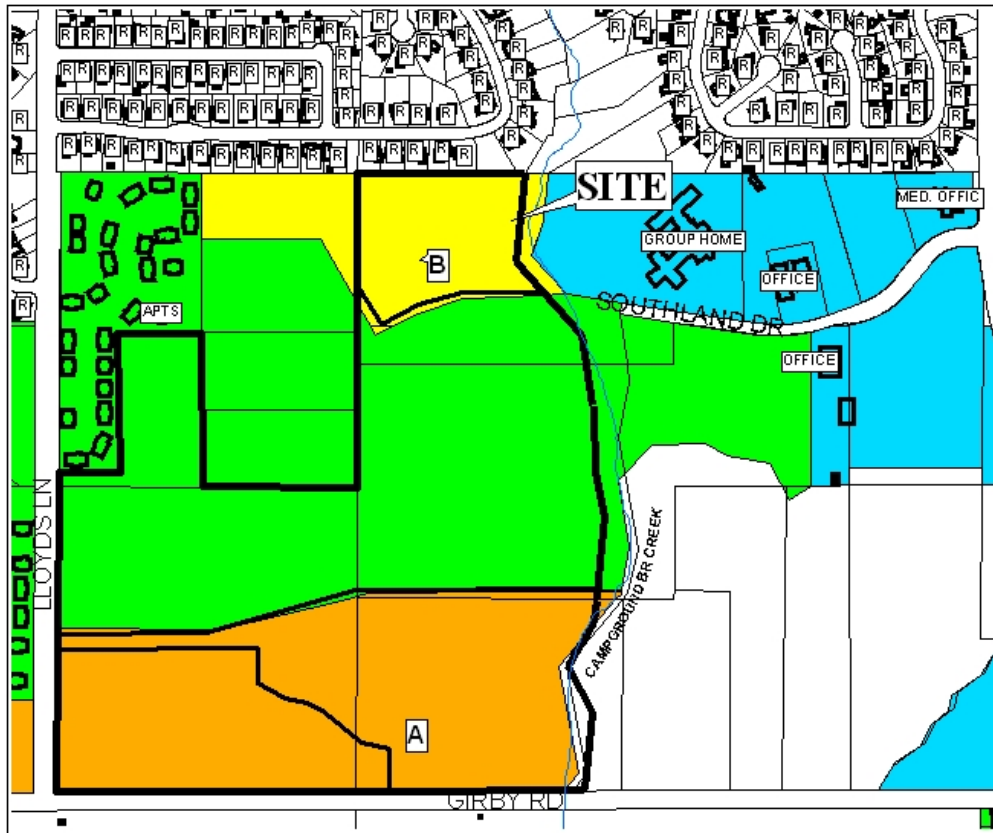 R R R R R R R R R R R R R R R R R R
R R R R R R R R R R R R R R
R R R R R R R R R R R R R R
R R R R R R R R R R R R R R R
R R R R R R
SITE
MED. OFFIC
GROUP HOME
B
OFFICE
SOUTHLAND DR
APTS
OFFICE
LLOYDS LN
CAMPGROUND BR CREEK
A
GIRBY RD